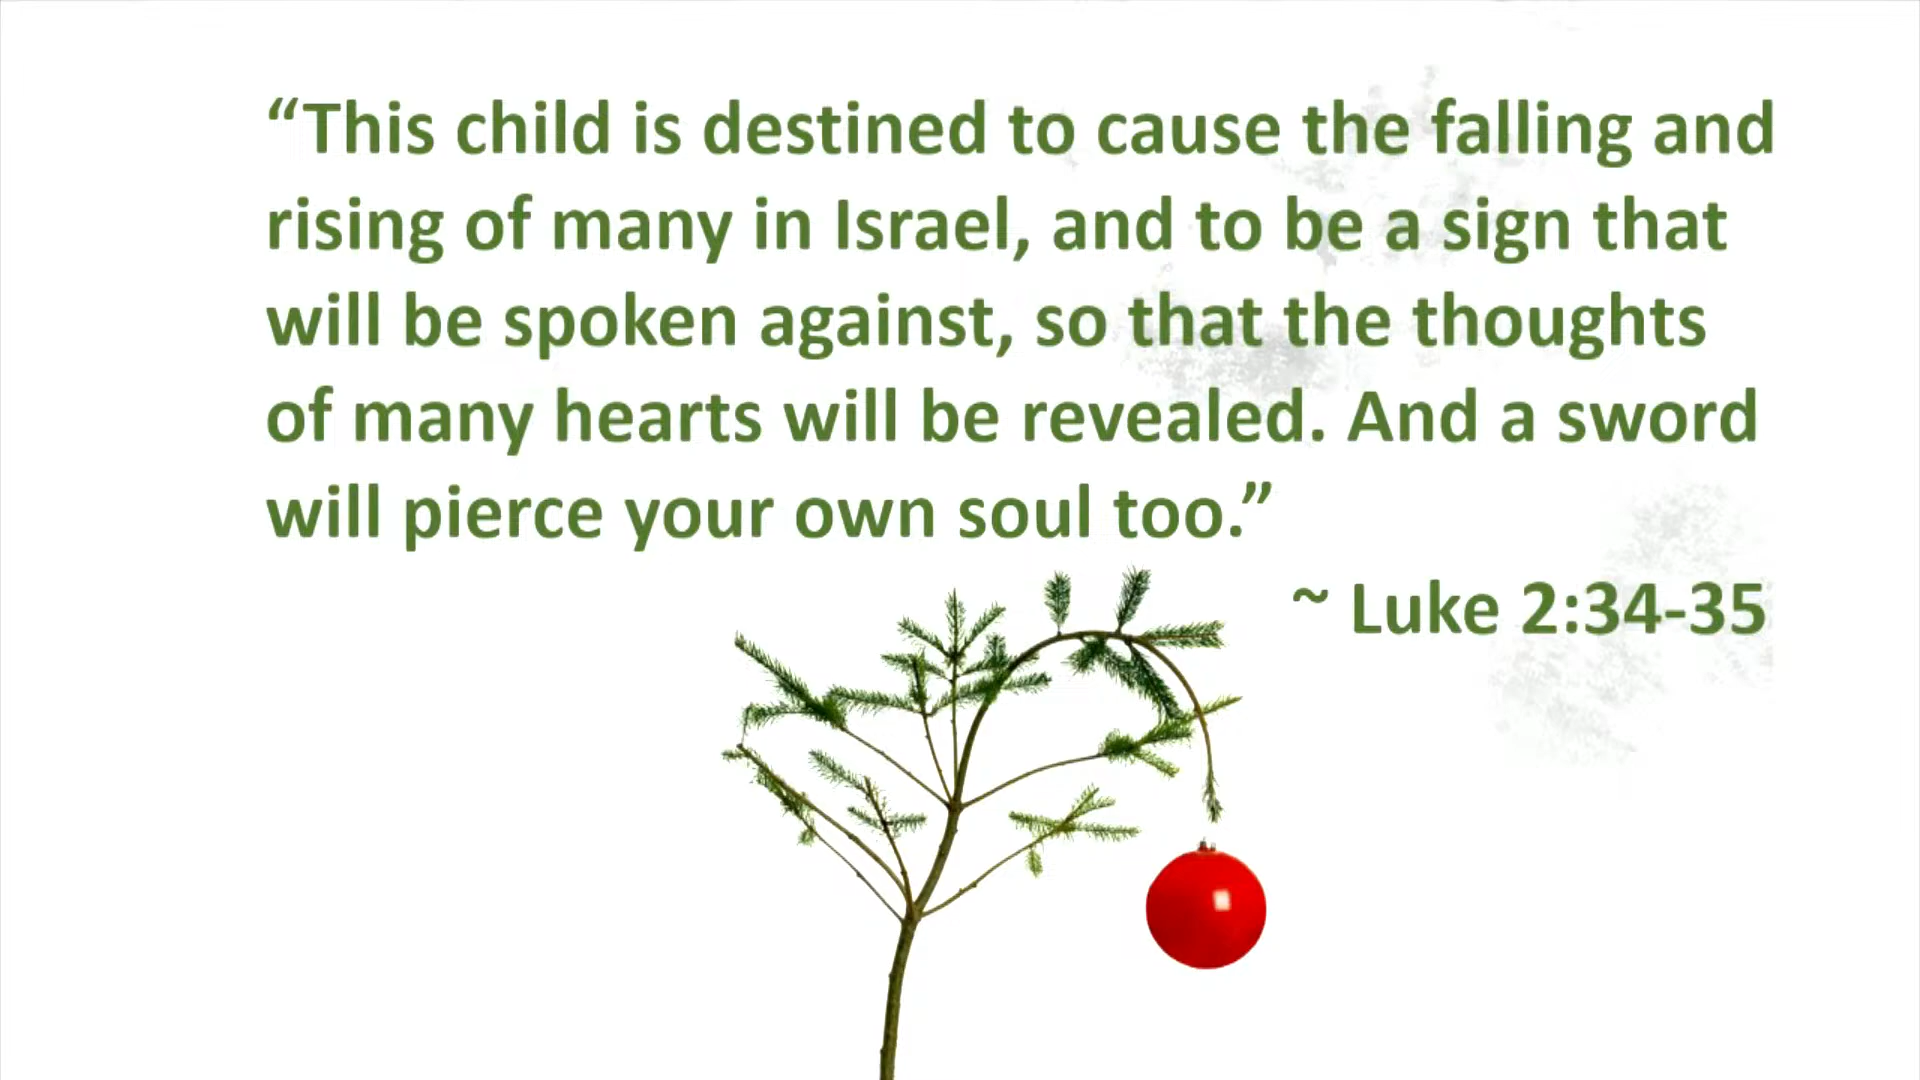 “This child is destined to cause the falling and
rising of many in Israel, and to be a sign that
will be spoken against, so that the thoughts
of many hearts will be revealed. And a sword
will pierce your own soul too.”
~ Luke 2:34-35